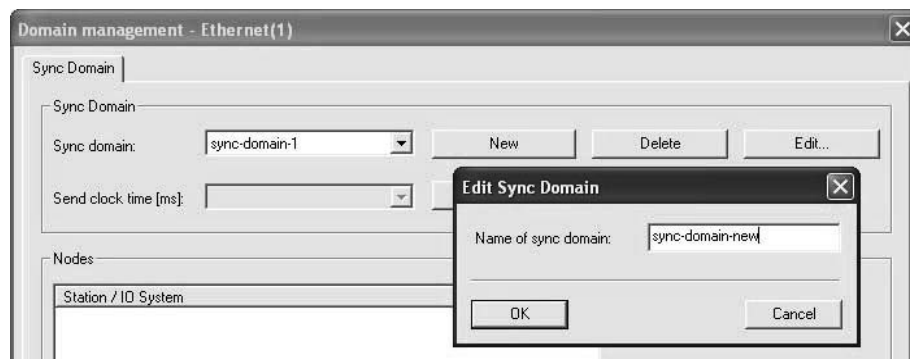 Domain management - Ethernet(1)
Sync Domain
Sync Domain
Sync domain:
sync-domain-1
New
Delete
Edit...
Send clock time [ms]:
Edit Sync Domain
Name of sync domain:
sync-domain-new
OK
Cancel
Nodes
Station / IO System